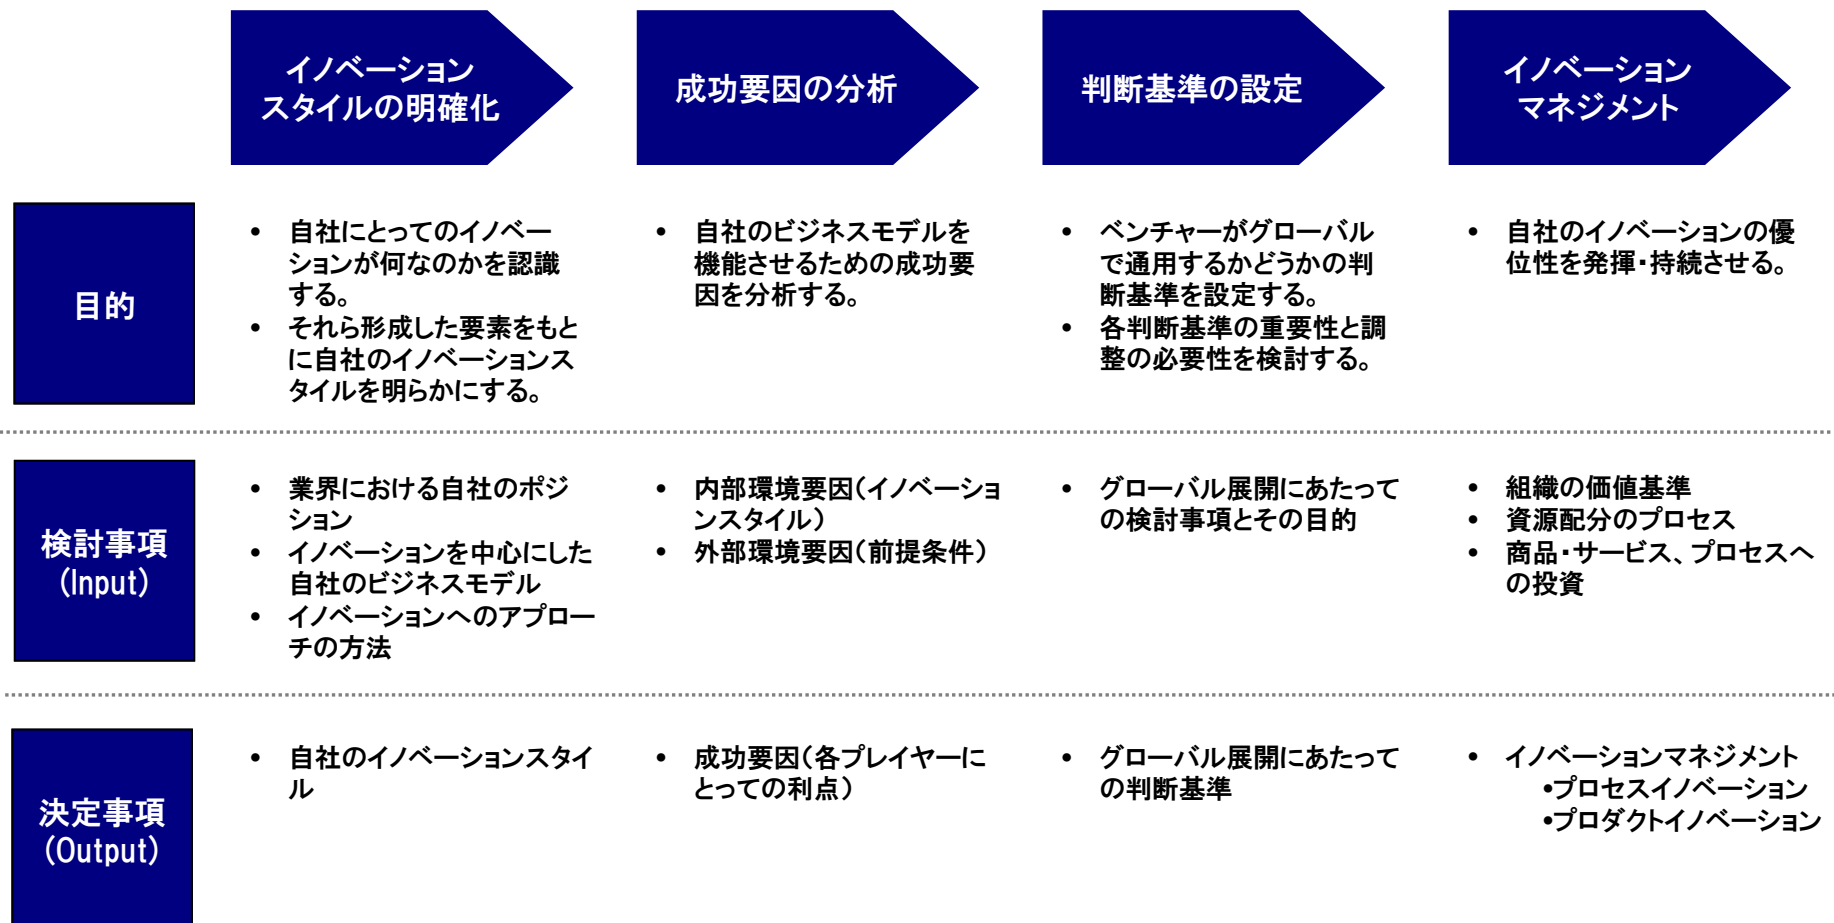 イノベーション
スタイルの明確化
成功要因の分析
判断基準の設定
イノベーション
マネジメント
目的
• 自社にとってのイノベー
ションが何なのかを認識
する。
• それら形成した要素をもと
に自社のイノベーションス
タイルを明らかにする。
• 自社のビジネスモデルを
機能させるための成功要
因を分析する。
• ベンチャーがグローバル
で通用するかどうかの判
断基準を設定する。
• 各判断基準の重要性と調
整の必要性を検討する。
• 自社のイノベーションの優
位性を発揮・持続させる。
検討事項
(Input)
• 業界における自社のポジ
ション
• イノベーションを中心にした
自社のビジネスモデル
• イノベーションへのアプロー
チの方法
• 内部環境要因(イノベーショ
ンスタイル)
• 外部環境要因(前提条件)
• グローバル展開にあたって
の検討事項とその目的
• 組織の価値基準
• 資源配分のプロセス
• 商品・サービス、プロセスへ
の投資
決定事項
(Output)
• 自社のイノベーションスタイ
ル
• 成功要因(各プレイヤーに
とっての利点)
• グローバル展開にあたって
の判断基準
• イノベーションマネジメント
•プロセスイノベーション
•プロダクトイノベーション